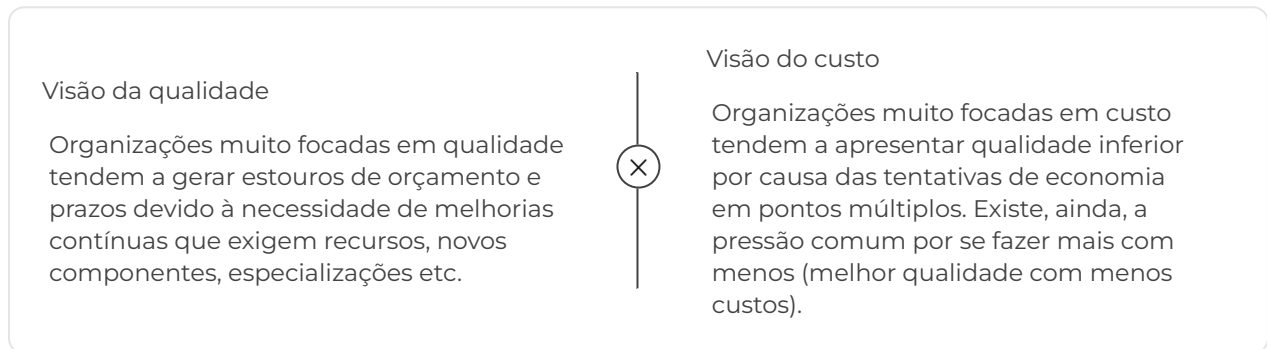 Visão da qualidade
Organizações muito focadas em qualidade
tendem a gerar estouros de orçamento e
prazos devido à necessidade de melhorias
contínuas que exigem recursos, novos
componentes, especializações etc.
Visão do custo
Organizações muito focadas em custo
tendem a apresentar qualidade inferior
por causa das tentativas de economia
em pontos múltiplos. Existe, ainda, a
pressão comum por se fazer mais com
menos (melhor qualidade com menos
custos).